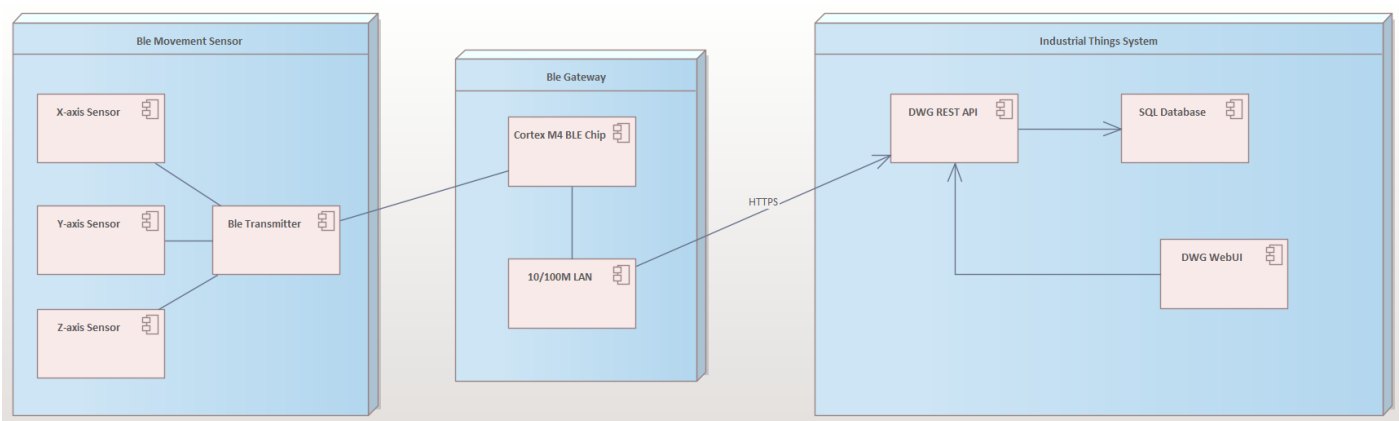 Ble Movement Sensor
X-axis Sensor
Y-axis Sensor
Ble Transmitter
Z-axis Sensor
Ble Gateway
Cortex M4 BLE Chip
10/100M LAN
HTTPS
Industrial Things System
DWG REST API
SQL Database
DWG WebUI